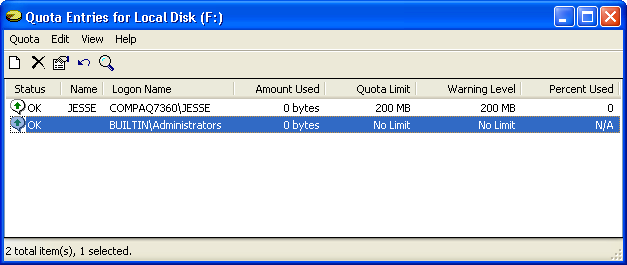 Quota Entries for Local Disk (F:)
Quota Edit View Help
Status Name Logon Name Amount Used Quota Limit Warning Level Percent Used
OK JESSE COMPAQ7360\JESSE 0 bytes 200 MB 200 MB 0
OK BUILTIN\Administrators 0 bytes No Limit No Limit N/A
2 total item(s), 1 selected.